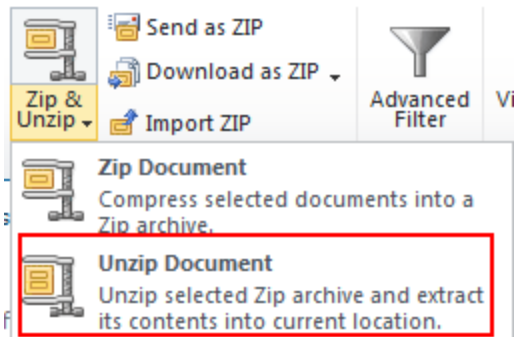 Send as ZIP
Download as ZIP
Zip &
Unzip
Import ZIP
Advanced
Filter
Zip Document
Compress selected documents into a
Zip archive.
Unzip Document
Unzip selected Zip archive and extract
its contents into current location.